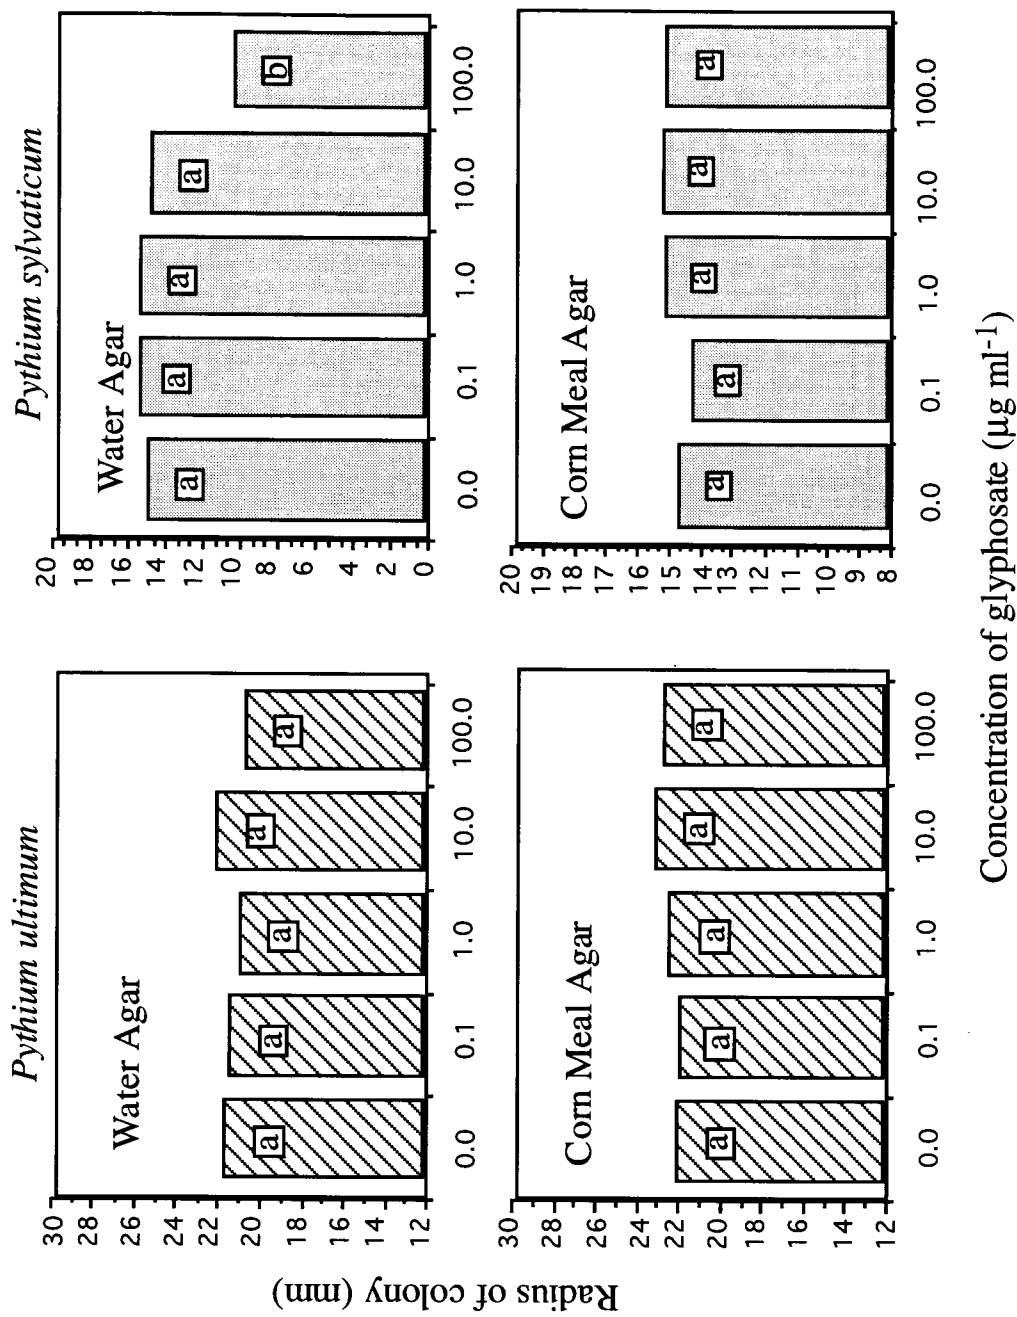 Pythium ultimum
Pythium sylvaticum
Radius of colony (mm)
Water Agar
30
28
26
24
22
20
18
16
14
12
a
a
a
a
a
0.0
0.1
1.0
10.0
100.0
Water Agar
20
18
16
14
12
10
8
6
4
2
0
a
a
a
a
b
0.0
0.1
1.0
10.0
100.0
Corn Meal Agar
30
28
26
24
22
20
18
16
14
12
a
a
a
a
a
0.0
0.1
1.0
10.0
100.0
Corn Meal Agar
20
19
18
17
16
15
14
13
12
11
10
9
8
a
a
a
a
a
0.0
0.1
1.0
10.0
100.0
Concentration of glyphosate (µg ml-1)